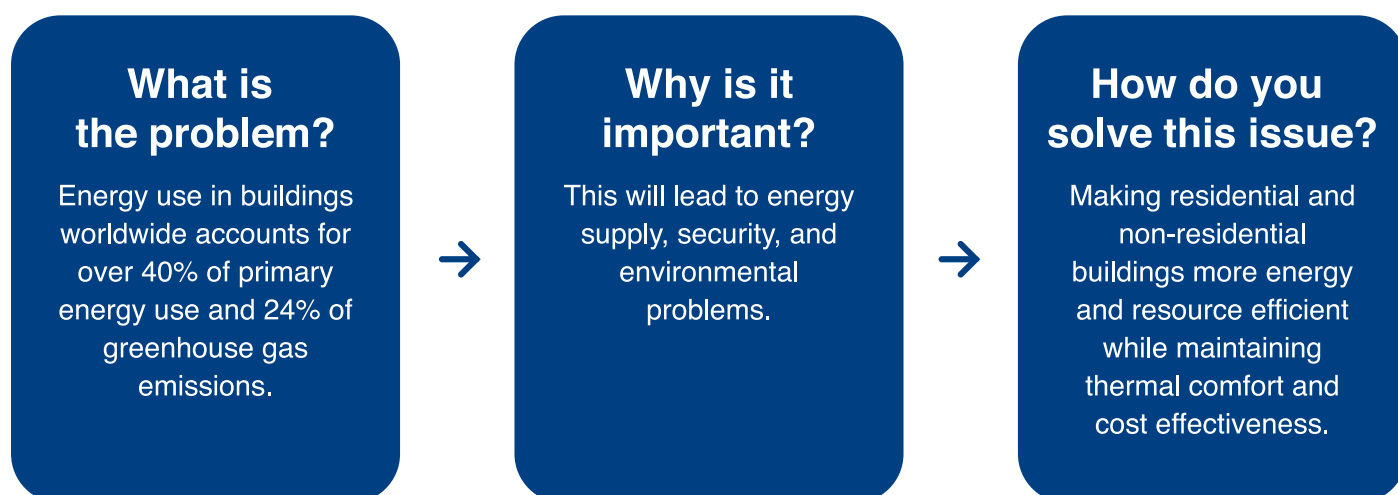 What is
the problem?
Energy use in buildings
worldwide accounts for
over 40% of primary
energy use and 24% of
greenhouse gas
emissions.
Why is it
important?
This will lead to energy
supply, security, and
environmental
problems.
How do you
solve this issue?
Making residential and
non-residential
buildings more energy
and resource efficient
while maintaining
thermal comfort and
cost effectiveness.